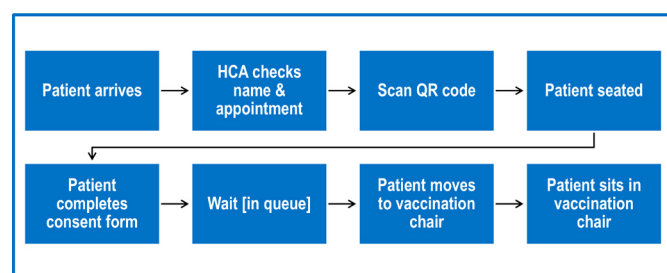 Patient arrives
HCA checks
name &
appointment
Scan QR code
Patient seated
Patient
completes
consent form
Wait [in queue]
Patient moves
to vaccination
chair
Patient sits in
vaccination
chair